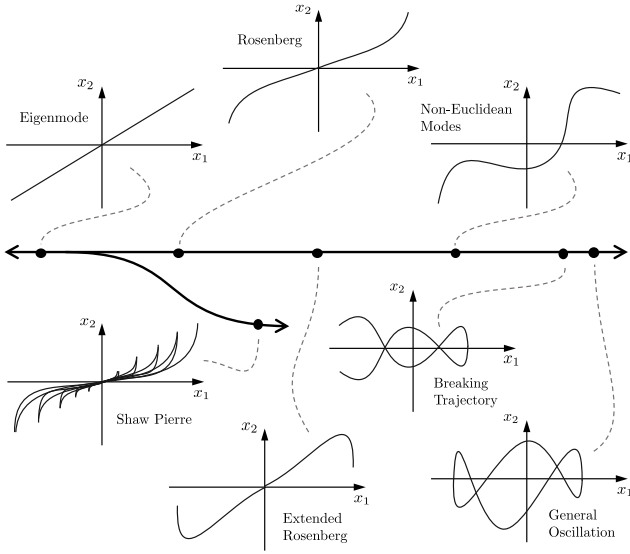 x₂
Rosenberg
x₁
x₂
Eigenmode
x₁
x₂
Non-Euclidean
Modes
x₁
x₂
x₁
Shaw Pierre
x₂
x₁
Breaking
Trajectory
x₂
x₁
Extended
Rosenberg
x₂
x₁
General
Oscillation